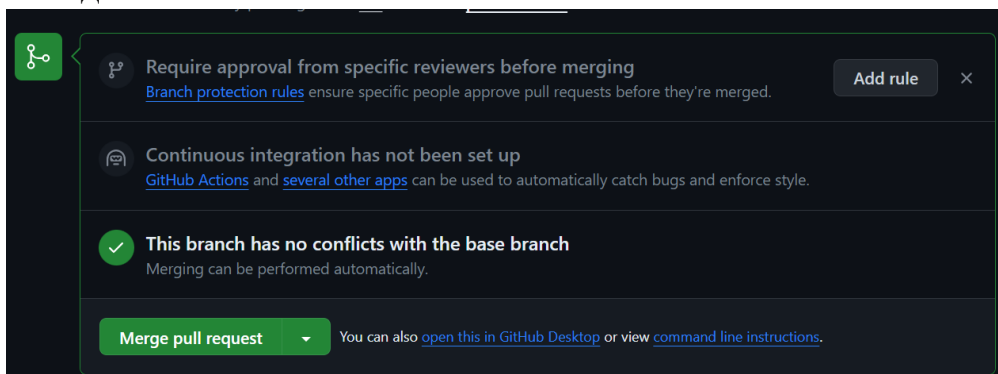 Require approval from specific reviewers before merging
Branch protection rules ensure specific people approve pull requests before they're merged.
Add rule
Continuous integration has not been set up
GitHub Actions and several other apps can be used to automatically catch bugs and enforce style.
This branch has no conflicts with the base branch
Merging can be performed automatically.
Merge pull request
You can also open this in GitHub Desktop or view command line instructions.